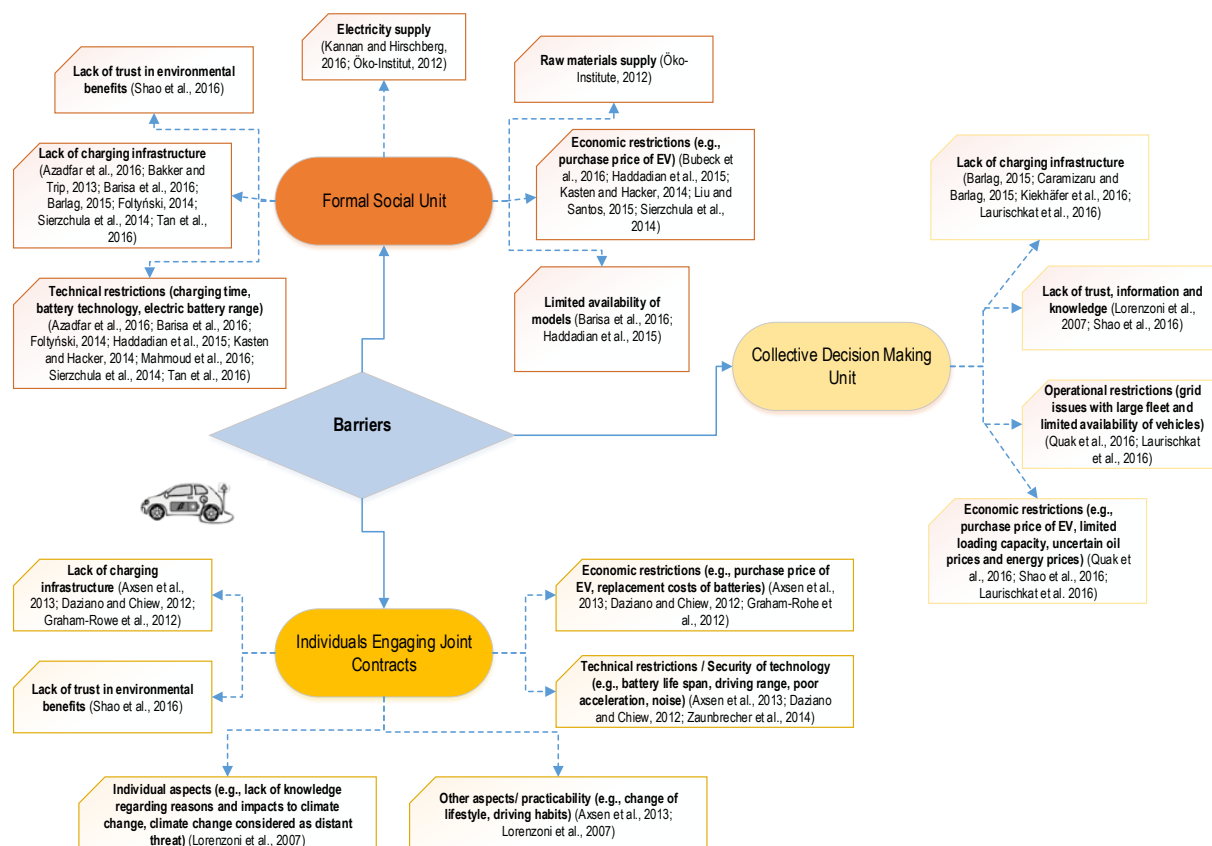 Electricity supply
(Kannan and Hirschberg,
2016; Öko-Institut, 2012)
Lack of trust in environmental
benefits (Shao et al., 2016)
Raw materials supply (Öko-
Institute, 2012)
Lack of charging infrastructure
(Azadfar et al., 2016; Bakker and
Trip, 2013; Barisa et al., 2016;
Barlag, 2015; Foltyński, 2014;
Sierzchula et al., 2014; Tan et al.,
2016)
Formal Social Unit
Economic restrictions (e.g.,
purchase price of EV) (Bubeck et
al., 2016; Haddadian et al., 2015;
Kasten and Hacker, 2014; Liu and
Santos, 2015; Sierzchula et al.,
2014)
Technical restrictions (charging time,
battery technology, electric battery range)
(Azadfar et al., 2016; Barisa et al., 2016;
Foltyński, 2014; Haddadian et al., 2015; Kasten
and Hacker, 2014; Mahmoud et al., 2016;
Sierzchula et al., 2014; Tan et al., 2016)
Limited availability of
models (Barisa et al., 2016;
Haddadian et al., 2015)
Barriers
Collective Decision Making
Unit
Lack of charging infrastructure
(Barlag, 2015; Caramizaru and
Barlag, 2015; Kiekhäfer et al., 2016;
Laurischkat et al., 2016)
Lack of trust, information and
knowledge (Lorenzoni et al.,
2007; Shao et al., 2016)
Operational restrictions (grid
issues with large fleet and
limited availability of vehicles)
(Quak et al., 2016; Laurischkat
et al., 2016)
Economic restrictions (e.g.,
purchase price of EV, limited
loading capacity, uncertain oil
prices and energy prices) (Quak
et al., 2016; Shao et al., 2016;
Laurischkat et al. 2016)
Lack of charging
infrastructure (Axsen et al.,
2013; Daziano and Chiew, 2012;
Graham-Rowe et al., 2012)
Lack of trust in environmental
benefits (Shao et al., 2016)
Individuals Engaging Joint
Contracts
Economic restrictions (e.g., purchase price of
EV, replacement costs of batteries) (Axsen et al.,
2013; Daziano and Chiew, 2012; Graham-Rohe et
al., 2012)
Technical restrictions / Security of technology
(e.g., battery life span, driving range, poor
acceleration, noise) (Axsen et al., 2013; Daziano
and Chiew, 2012; Zaunbrecher et al., 2014)
Individual aspects (e.g., lack of knowledge
regarding reasons and impacts to climate
change, climate change considered as distant
threat) (Lorenzoni et al., 2007)
Other aspects/ practicability (e.g., change of
lifestyle, driving habits) (Axsen et al., 2013;
Lorenzoni et al., 2007)